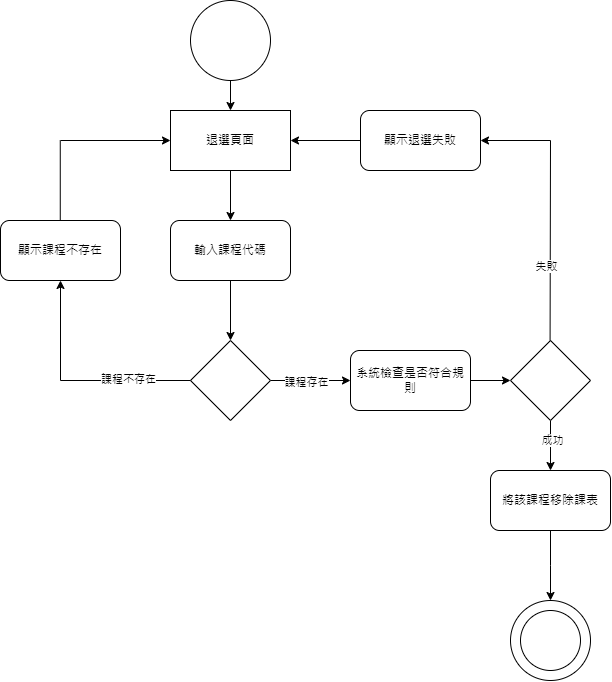 退選頁面
顯示退選失敗
顯示課程不存在
輸入課程代碼
失敗
課程不存在
課程存在
系統檢查是否符合規
則
成功
將該課程移除課表